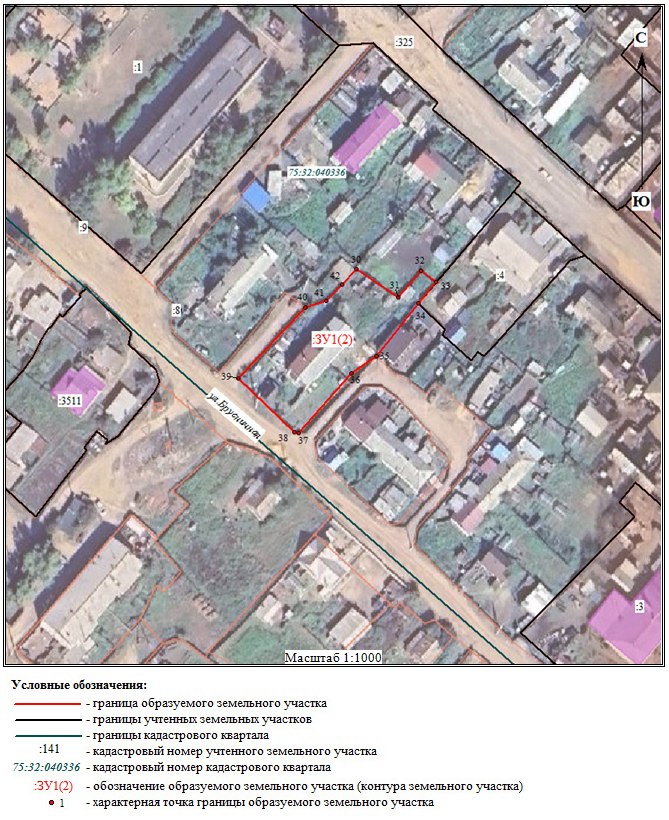 :325
С
:1
75:32:040336
Ю
:9
30
32
:4
42
33
31
40
41
:8
34
:ЗУ1(2)
35
36
39
:3511
ул.Брусничная
38
37
:3
Масштаб 1:1000
Условные обозначения:
- граница образуемого земельного участка
- границы учтенных земельных участков
- границы кадастрового квартала
:141 - кадастровый номер учтенного земельного участка
75:32:040336 - кадастровый номер кадастрового квартала
:ЗУ1(2) - обозначение образуемого земельного участка (контура земельного участка)
1 - характерная точка границы образуемого земельного участка